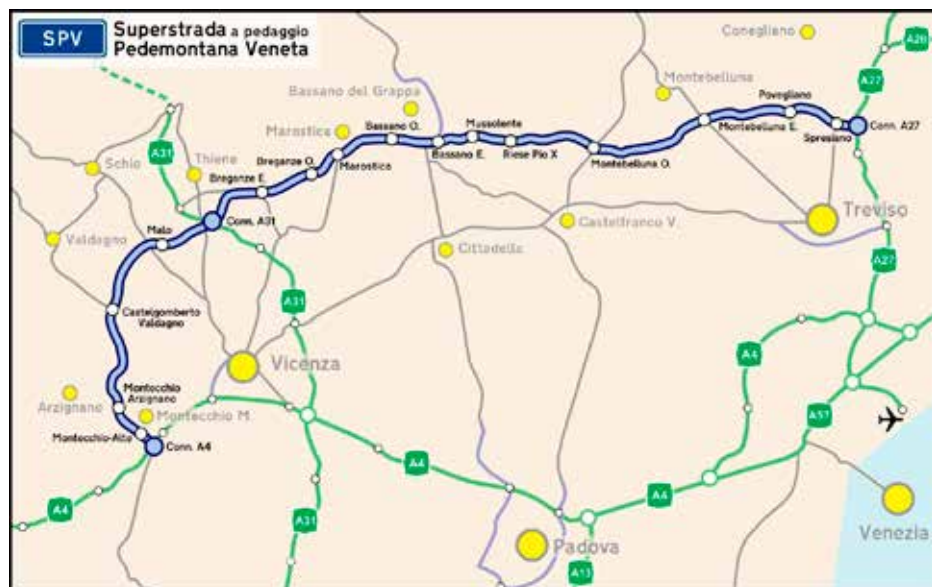 SPV
Superstrada a pedaggio
Pedemontana Veneta
Conegliano
A28
A27
Montebelluna
Bassano del Grappa
Povegliano
Marostica
Bassano O.
Mussolente
Montebelluna E.
Spresiano
Conn. A27
A31
Schio
Thiene
Breganze O.
Marostica
Bassano E.
Riese Pio X
Montebelluna O.
Breganze E.
Treviso
Conn. A31
Castelfranco V.
Valdagno
Malo
Cittadella
A27
A31
Castelgomberto
Valdagno
A4
Vicenza
Montecchio
Arzignano
Arzignano
Montecchio M.
A57
Montecchio-Alte
Conn. A4
A4
A4
A4
A31
Venezia
Padova
A13